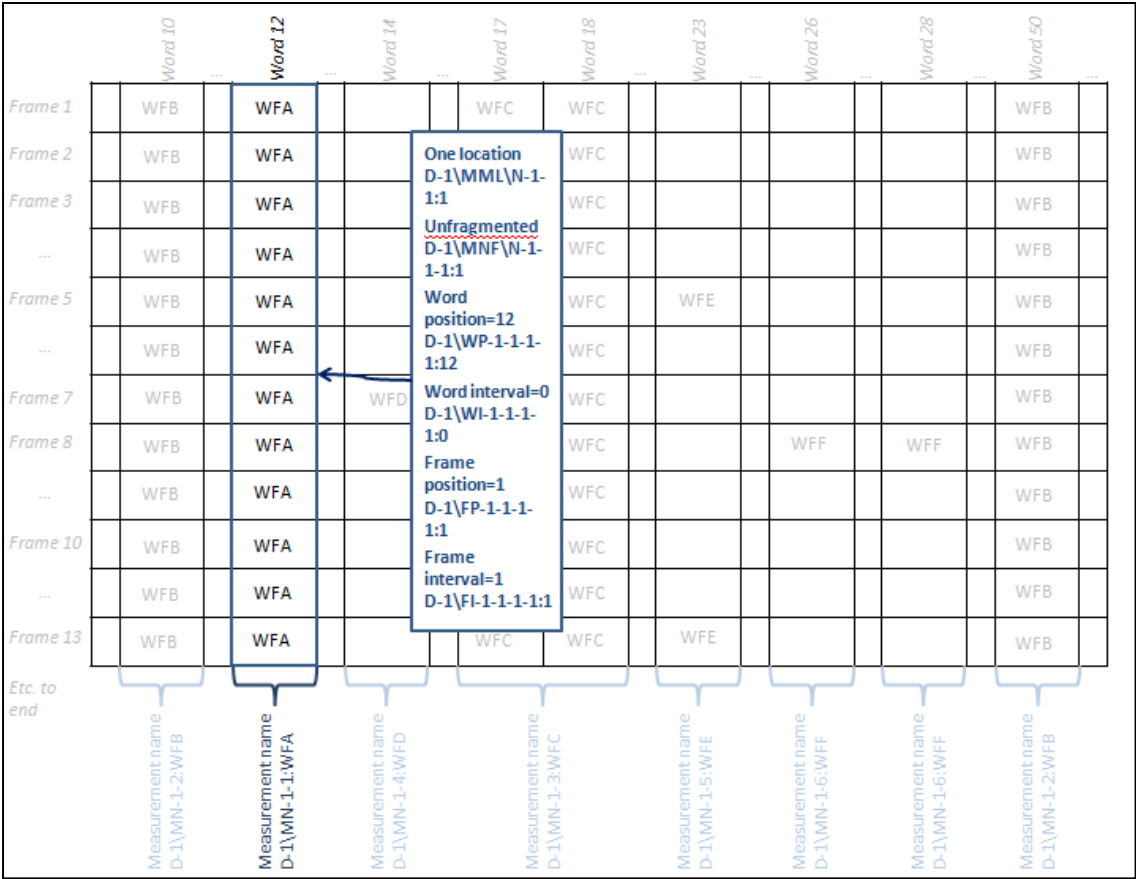 Word 10 ... Word 12 ... Word 14 ... Word 17 Word 18 ... Word 23 ... Word 26 ... Word 28 ... Word 50 ...
Frame 1 WFB WFA WFC WFC WFB
Frame 2 WFB WFA WFC WFB
Frame 3 WFB WFA WFC WFB
... WFB WFA WFC WFB
Frame 5 WFB WFA WFC WFE WFB
... WFB WFA WFC WFB
Frame 7 WFB WFA WFD WFC WFB
Frame 8 WFB WFA WFC WFF WFF WFB
... WFB WFA WFC WFB
Frame 10 WFB WFA WFC WFB
... WFB WFA WFC WFB
Frame 13 WFB WFA WFC WFC WFE WFB
Etc. to
end
One location
D-1\MML\N-1-
1:1
Unfragmented
D-1\MNF\N-1-
1-1:1
Word
position=12
D-1\WP-1-1-1-
1:12
Word interval=0
D-1\WI-1-1-1-
1:0
Frame
position=1
D-1\FP-1-1-1-
1:1
Frame
interval=1
D-1\FI-1-1-1-1:1
Measurement name
D-1\MN-1-2:WFB
Measurement name
D-1\MN-1-1:WFA
Measurement name
D-1\MN-1-4:WFD
Measurement name
D-1\MN-1-3:WFC
Measurement name
D-1\MN-1-5:WFE
Measurement name
D-1\MN-1-6:WFF
Measurement name
D-1\MN-1-6:WFF
Measurement name
D-1\MN-1-2:WFB